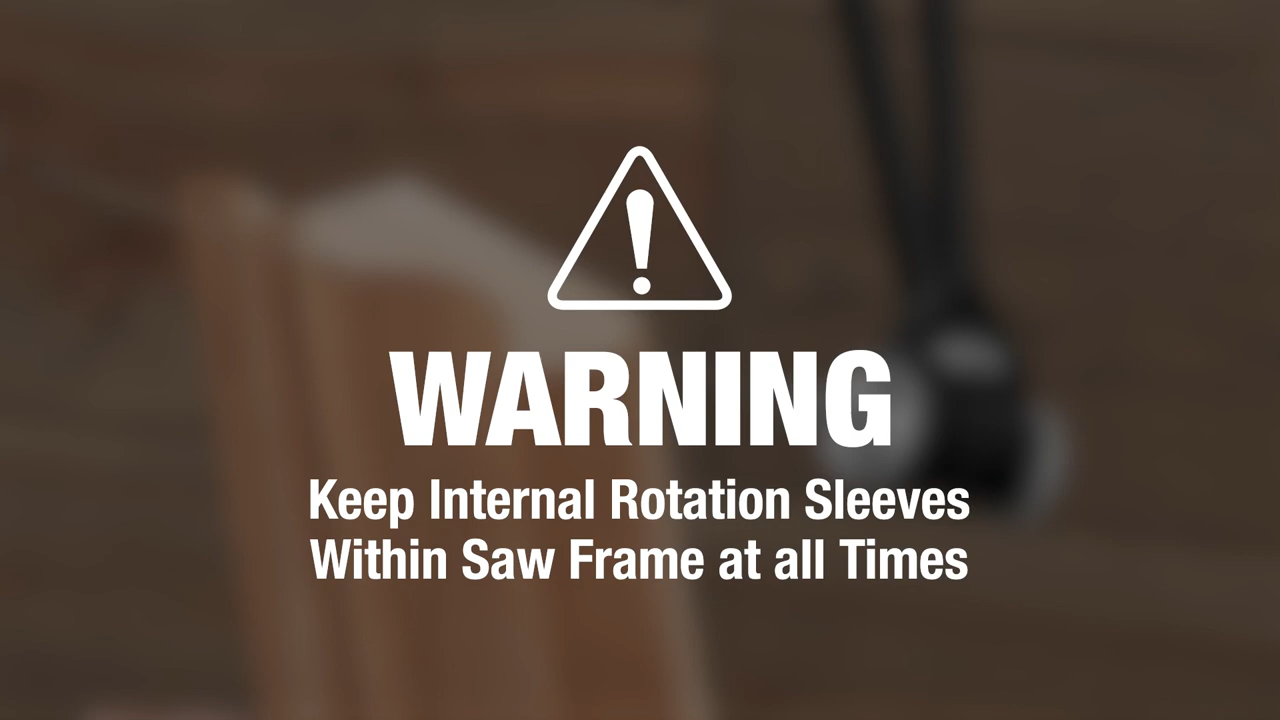 WARNING
Keep Internal Rotation Sleeves
Within Saw Frame at all Times